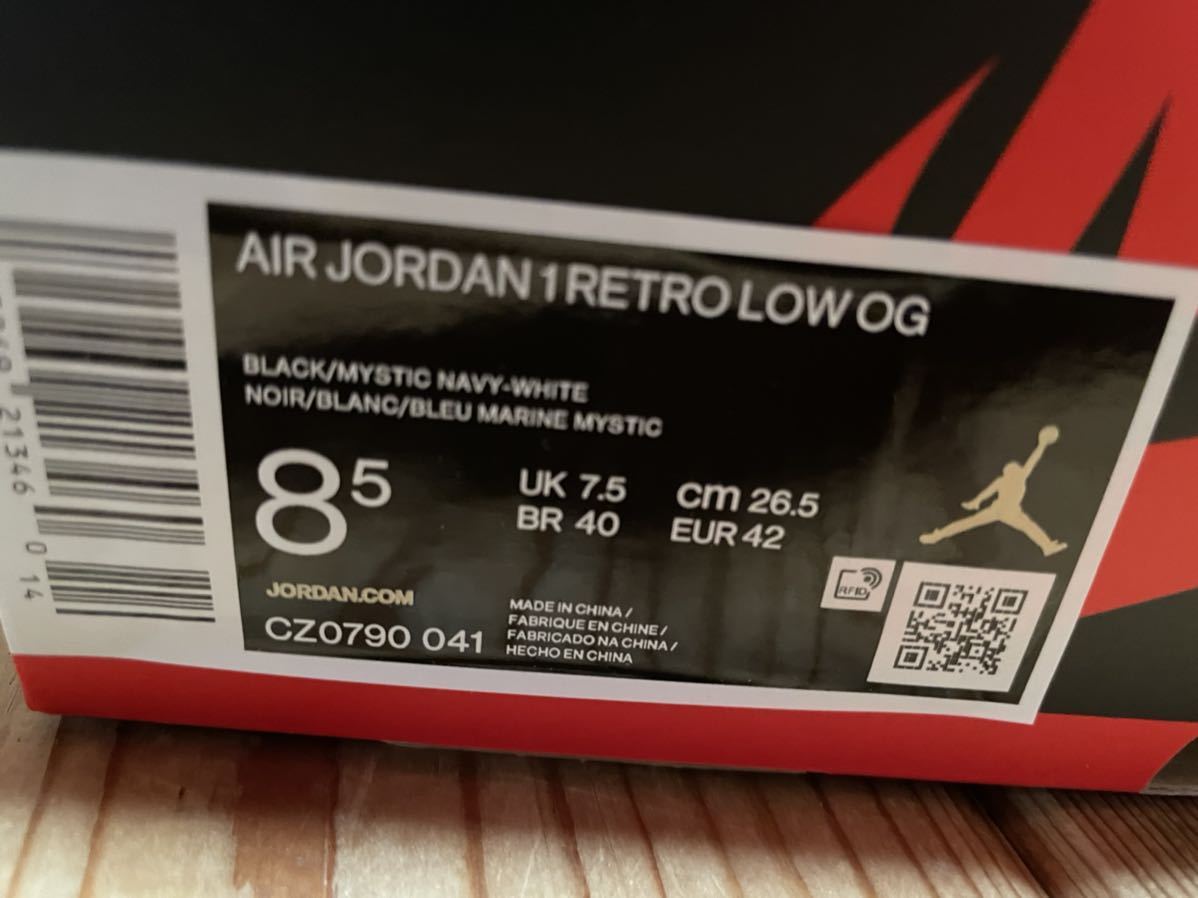 AIR JORDAN 1 RETRO LOW OG
BLACK/MYSTIC NAVY-WHITE
NOIR/BLANC/BLEU MARINE MYSTIC
8 5
UK 7.5 cm 26.5
BR 40 EUR 42
JORDAN.COM
CZ0790 041
MADE IN CHINA /
FABRIQUE EN CHINE /
FABRICADO NA CHINA /
HECHO EN CHINA
RFID
21346 0 14